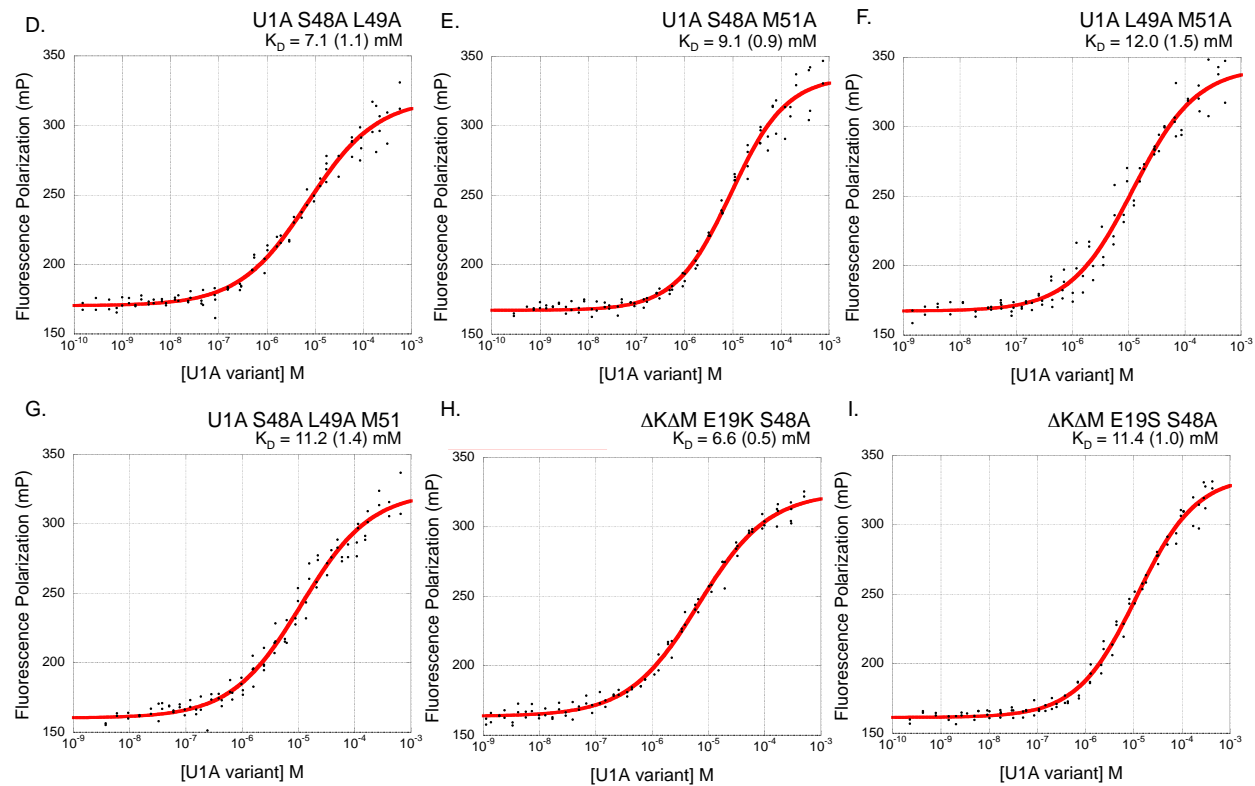 D.
U1A S48A L49A
K_D = 7.1 (1.1) mM
Fluorescence Polarization (mP)
350
300
250
200
150
10^-10 10^-9 10^-8 10^-7 10^-6 10^-5 10^-4 10^-3
[U1A variant] M
E.
U1A S48A M51A
K_D = 9.1 (0.9) mM
Fluorescence Polarization (mP)
350
300
250
200
150
10^-10 10^-9 10^-8 10^-7 10^-6 10^-5 10^-4 10^-3
[U1A variant] M
F.
U1A L49A M51A
K_D = 12.0 (1.5) mM
Fluorescence Polarization (mP)
350
300
250
200
150
10^-9 10^-8 10^-7 10^-6 10^-5 10^-4 10^-3
[U1A variant] M
G.
U1A S48A L49A M51
K_D = 11.2 (1.4) mM
Fluorescence Polarization (mP)
350
300
250
200
150
10^-9 10^-8 10^-7 10^-6 10^-5 10^-4 10^-3
[U1A variant] M
H.
ΔKΔM E19K S48A
K_D = 6.6 (0.5) mM
Fluorescence Polarization (mP)
350
300
250
200
150
10^-9 10^-8 10^-7 10^-6 10^-5 10^-4 10^-3
[U1A variant] M
I.
ΔKΔM E19S S48A
K_D = 11.4 (1.0) mM
Fluorescence Polarization (mP)
350
300
250
200
150
10^-10 10^-9 10^-8 10^-7 10^-6 10^-5 10^-4 10^-3
[U1A variant] M